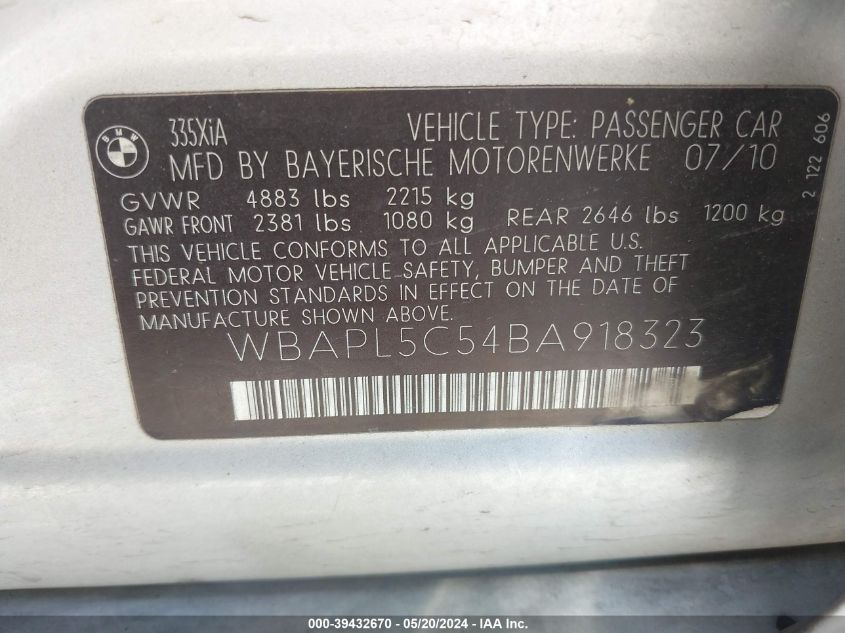 BMW
335XiA VEHICLE TYPE: PASSENGER CAR
MFD BY BAYERISCHE MOTORENWERKE 07/10
GVWR 4883 lbs 2215 kg
GAWR FRONT 2381 lbs 1080 kg REAR 2646 lbs 1200 kg
THIS VEHICLE CONFORMS TO ALL APPLICABLE U.S.
FEDERAL MOTOR VEHICLE SAFETY, BUMPER AND THEFT
PREVENTION STANDARDS IN EFFECT ON THE DATE OF
MANUFACTURE SHOWN ABOVE.
WBAPL5C54BA918323
2 122 606
000-39432670 — 05/20/2024 — IAA Inc.